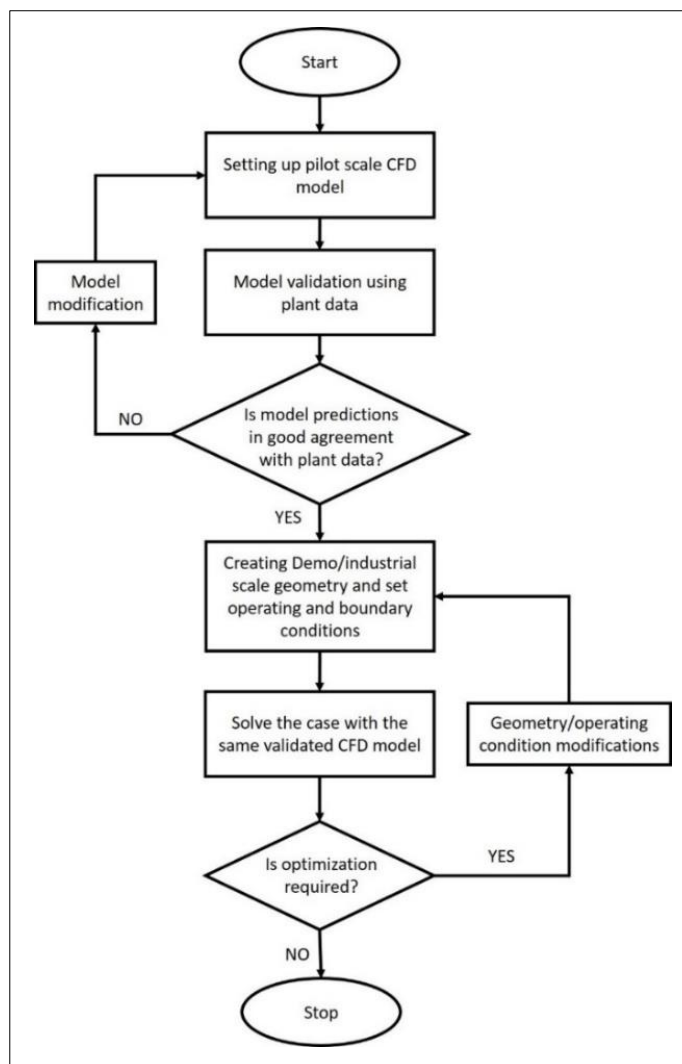 Start
Setting up pilot scale CFD
model
Model
modification
Model validation using
plant data
NO
Is model predictions
in good agreement
with plant data?
YES
Creating Demo/industrial
scale geometry and set
operating and boundary
conditions
Solve the case with the
same validated CFD model
Geometry/operating
condition modifications
Is optimization
required?
YES
NO
Stop